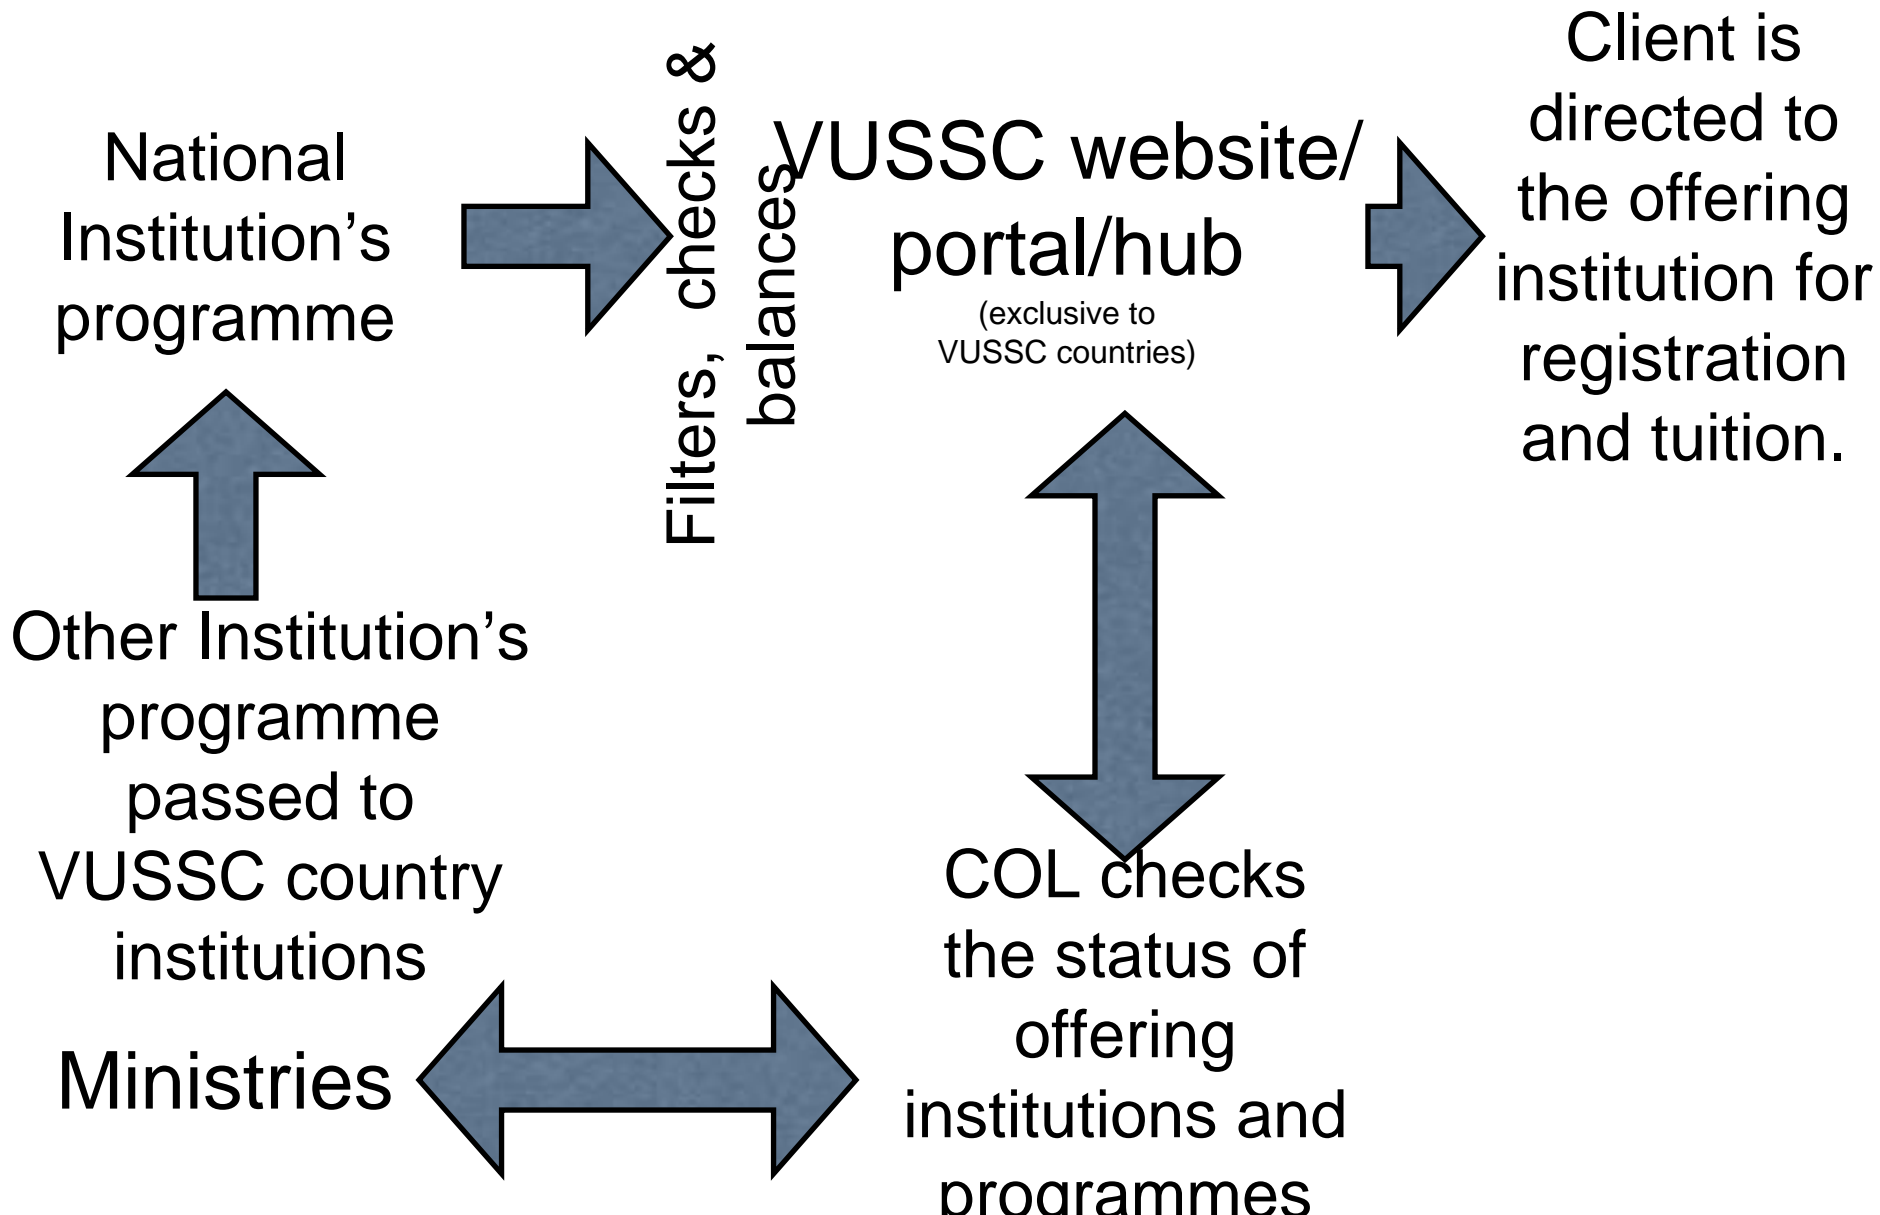 National
Institution’s
programme
Filters, checks &
balances
VUSSC website/
portal/hub
(exclusive to
VUSSC countries)
Client is
directed to
the offering
institution for
registration
and tuition.
Other Institution’s
programme
passed to
VUSSC country
institutions
Ministries
COL checks
the status of
offering
institutions and
programmes